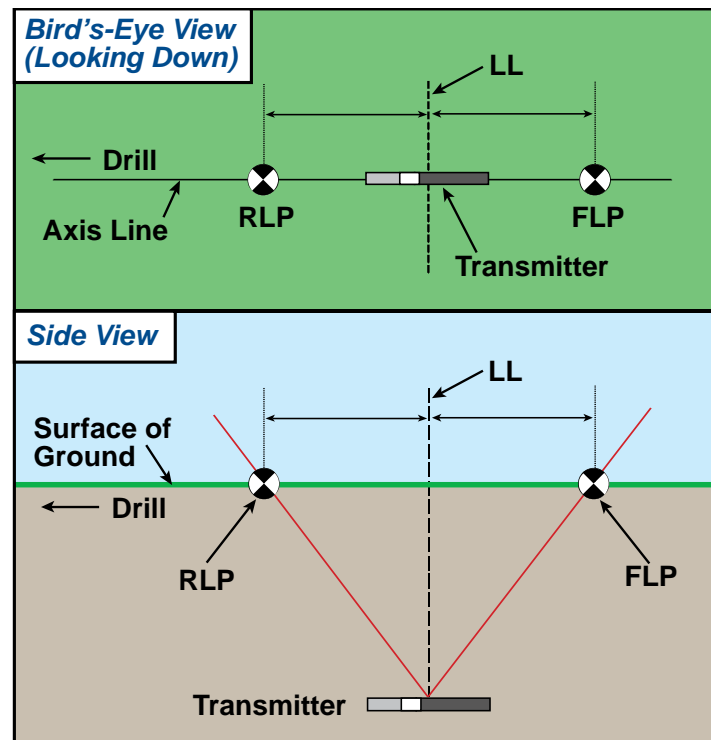 Bird's-Eye View
(Looking Down)
LL
Drill
RLP
FLP
Axis Line
Transmitter
Side View
LL
Surface of
Ground
Drill
RLP
FLP
Transmitter